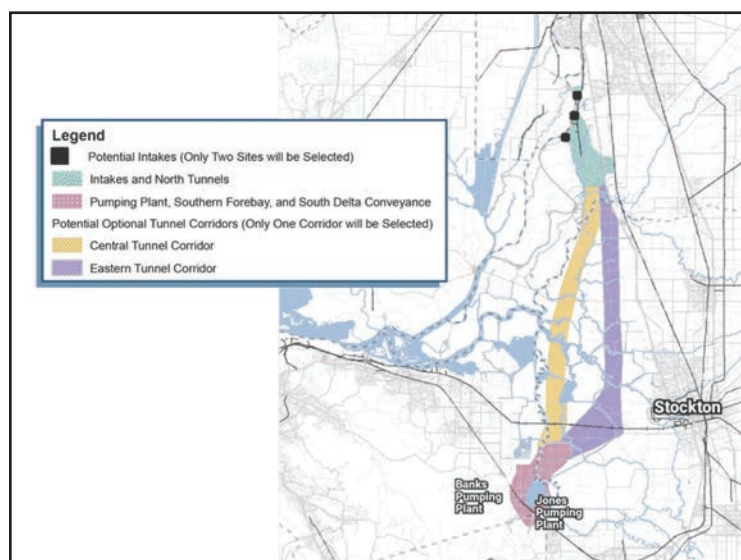 Legend
Potential Intakes (Only Two Sites will be Selected)
Intakes and North Tunnels
Pumping Plant, Southern Forebay, and South Delta Conveyance
Potential Optional Tunnel Corridors (Only One Corridor will be Selected)
Central Tunnel Corridor
Eastern Tunnel Corridor
Stockton
Banks
Pumping
Plant
Jones
Pumping
Plant